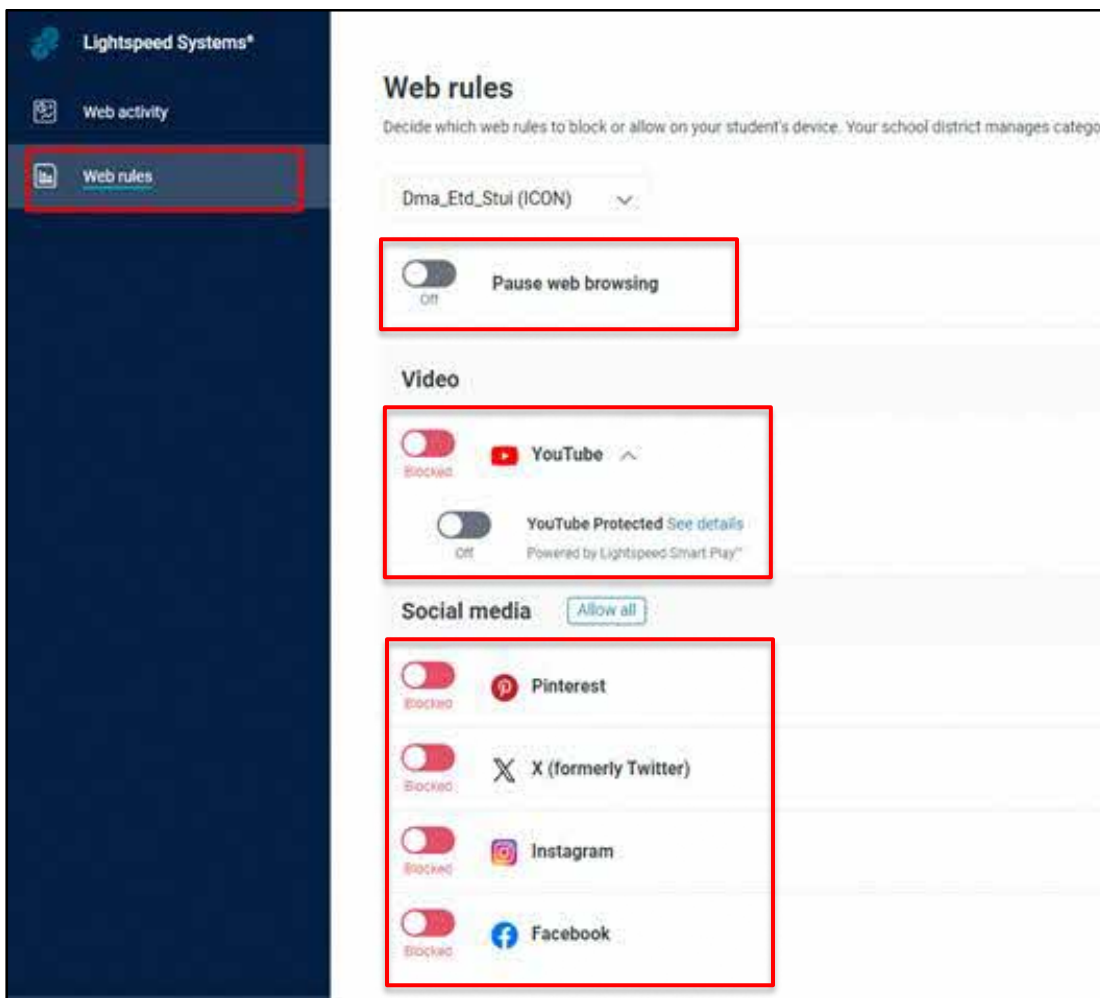 Lightspeed Systems®
Web activity
Web rules
Web rules
Decide which web rules to block or allow on your student's device. Your school district manages catego
Dma_Etd_Stui (ICON)
Off
Pause web browsing
Video
Blocked
YouTube
Off
YouTube Protected See details
Powered by Lightspeed Smart Play™
Social media Allow all
Blocked
Pinterest
Blocked
X (formerly Twitter)
Blocked
Instagram
Blocked
Facebook